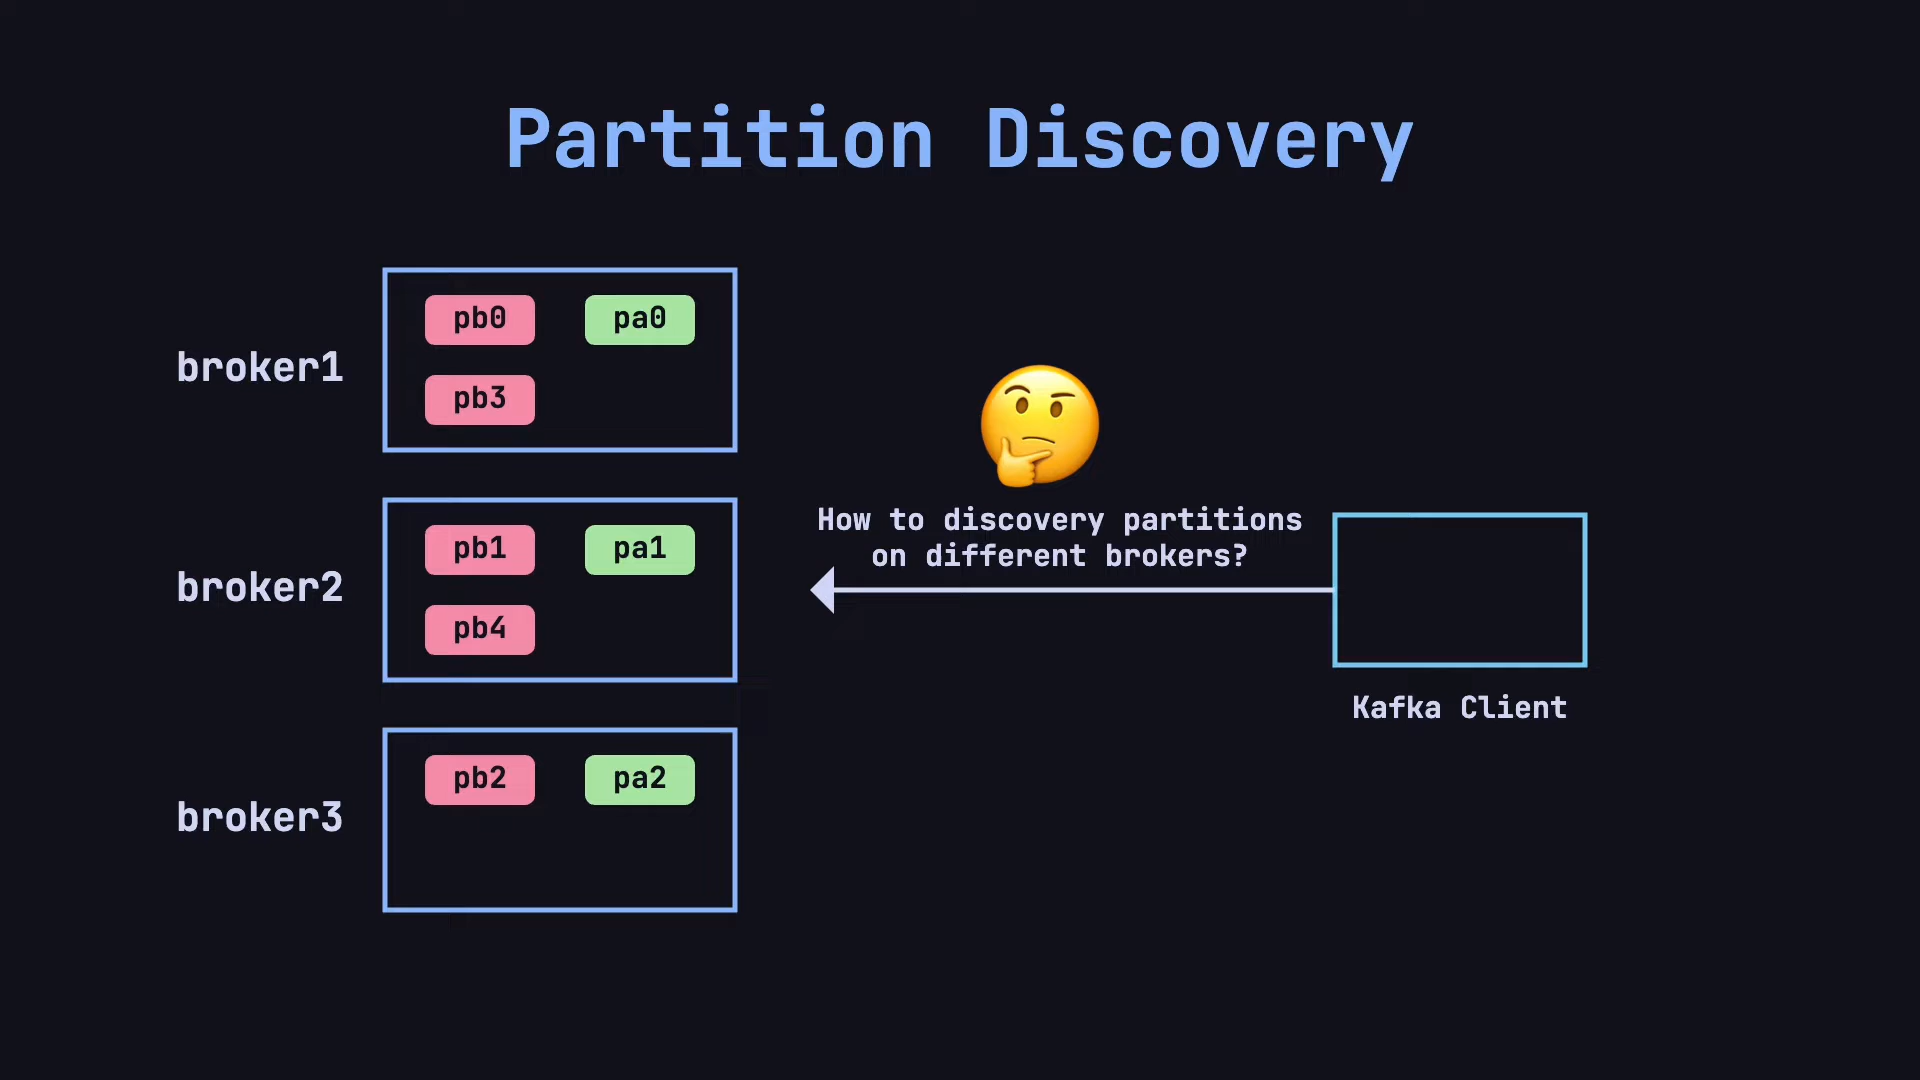 Partition Discovery
broker1
pb0 pa0
pb3
How to discovery partitions
on different brokers?
broker2
pb1 pa1
pb4
Kafka Client
broker3
pb2 pa2